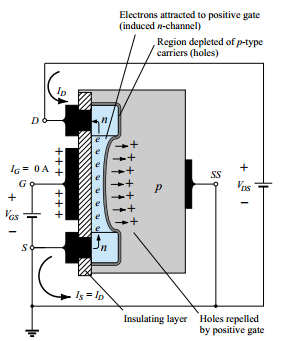 Electrons attracted to positive gate
(induced n-channel)
Region depleted of p-type
carriers (holes)
I_D
D
n
e
e
+
+
I_G = 0 A
+
e
+
SS
+
+
e
+
+
G
+
e
p
+
V_DS
+
+
e
+
−
V_GS
+
e
+
−
+
e
+
S
n
I_S = I_D
Insulating layer
Holes repelled
by positive gate